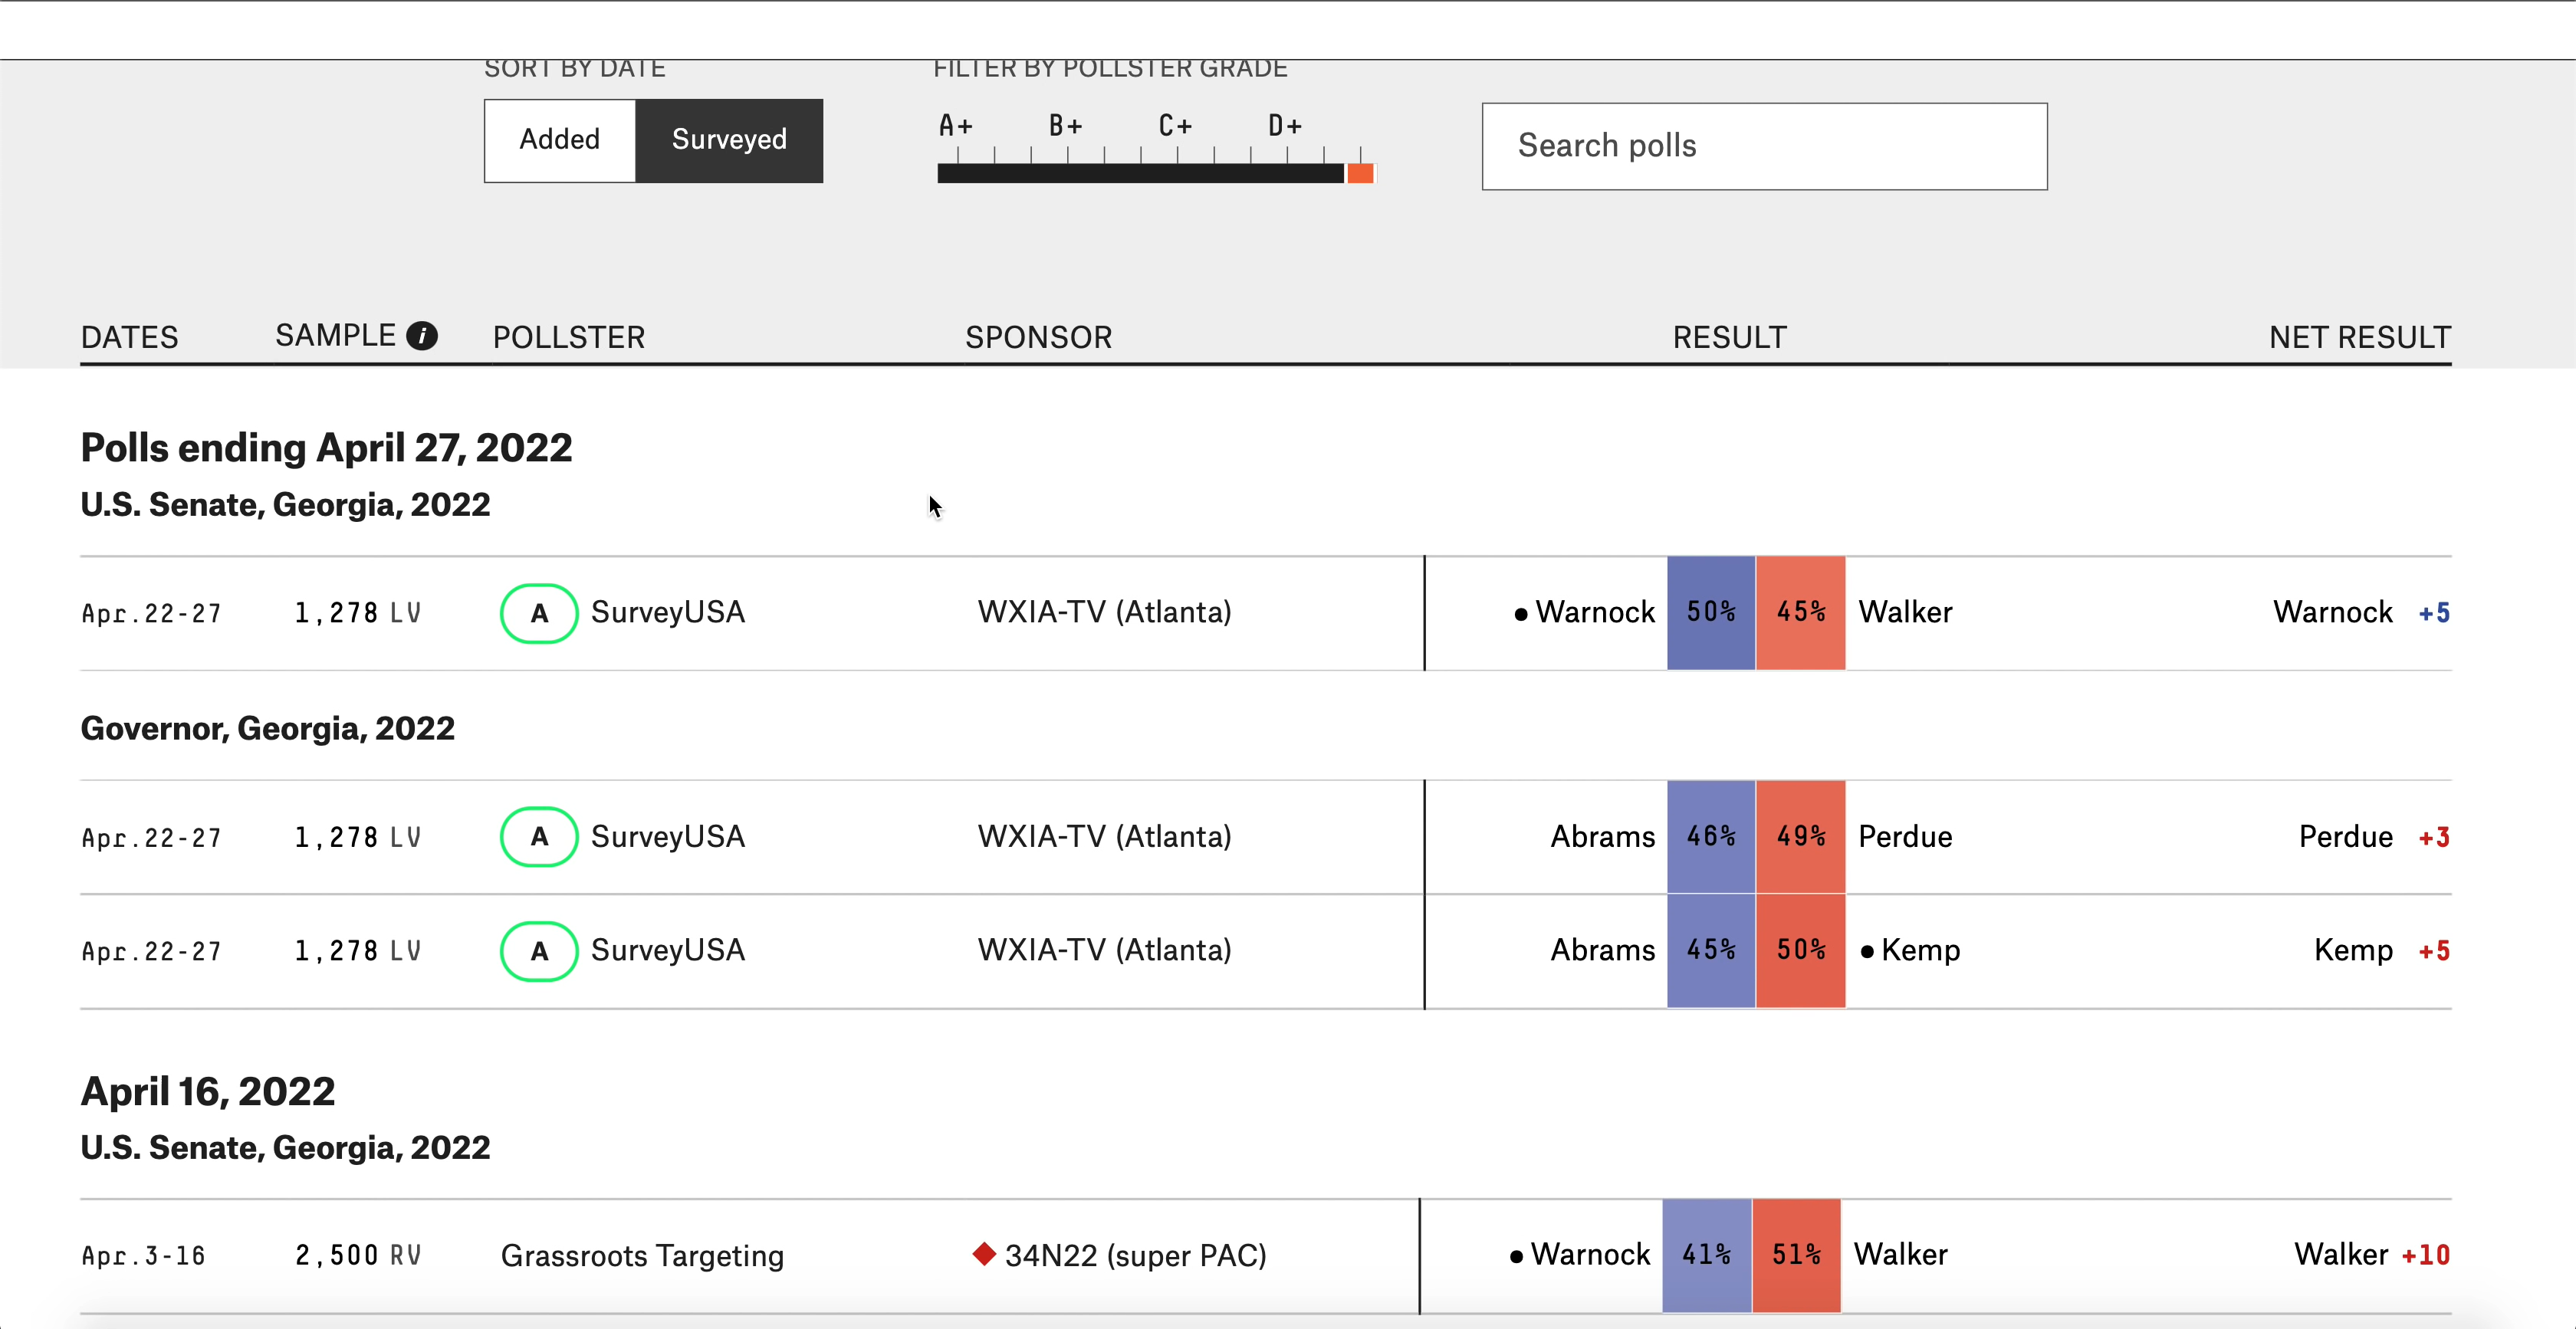 SORT BY DATE FILTER BY POLLSTER GRADE
A+ B+ C+ D+
Added Surveyed Search polls
DATES SAMPLE i POLLSTER SPONSOR RESULT NET RESULT
Polls ending April 27, 2022
U.S. Senate, Georgia, 2022
Apr.22-27 1,278 LV A SurveyUSA WXIA-TV (Atlanta) • Warnock 50% 45% Walker Warnock +5
Governor, Georgia, 2022
Apr.22-27 1,278 LV A SurveyUSA WXIA-TV (Atlanta) Abrams 46% 49% Perdue Perdue +3
Apr.22-27 1,278 LV A SurveyUSA WXIA-TV (Atlanta) Abrams 45% 50% • Kemp Kemp +5
April 16, 2022
U.S. Senate, Georgia, 2022
Apr.3-16 2,500 RV Grassroots Targeting 34N22 (super PAC) • Warnock 41% 51% Walker Walker +10